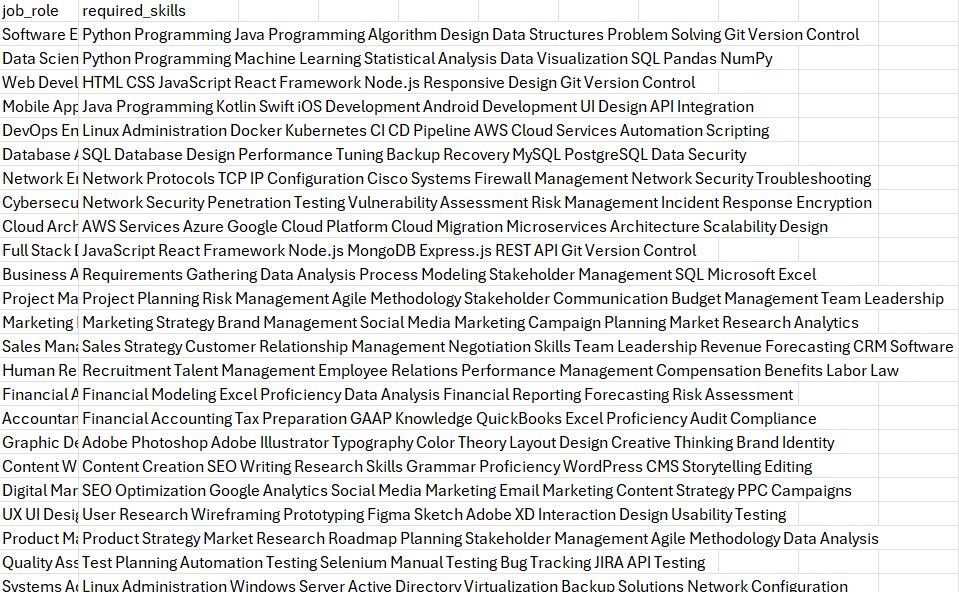 job_role required_skills
Software E Python Programming Java Programming Algorithm Design Data Structures Problem Solving Git Version Control
Data Scien Python Programming Machine Learning Statistical Analysis Data Visualization SQL Pandas NumPy
Web Devel HTML CSS JavaScript React Framework Node.js Responsive Design Git Version Control
Mobile App Java Programming Kotlin Swift iOS Development Android Development UI Design API Integration
DevOps En Linux Administration Docker Kubernetes CI CD Pipeline AWS Cloud Services Automation Scripting
Database A SQL Database Design Performance Tuning Backup Recovery MySQL PostgreSQL Data Security
Network En Network Protocols TCP IP Configuration Cisco Systems Firewall Management Network Security Troubleshooting
Cybersecu Network Security Penetration Testing Vulnerability Assessment Risk Management Incident Response Encryption
Cloud Arch AWS Services Azure Google Cloud Platform Cloud Migration Microservices Architecture Scalability Design
Full Stack D JavaScript React Framework Node.js MongoDB Express.js REST API Git Version Control
Business A Requirements Gathering Data Analysis Process Modeling Stakeholder Management SQL Microsoft Excel
Project Ma Project Planning Risk Management Agile Methodology Stakeholder Communication Budget Management Team Leadership
Marketing Marketing Strategy Brand Management Social Media Marketing Campaign Planning Market Research Analytics
Sales Mana Sales Strategy Customer Relationship Management Negotiation Skills Team Leadership Revenue Forecasting CRM Software
Human Re Recruitment Talent Management Employee Relations Performance Management Compensation Benefits Labor Law
Financial A Financial Modeling Excel Proficiency Data Analysis Financial Reporting Forecasting Risk Assessment
Accountan Financial Accounting Tax Preparation GAAP Knowledge QuickBooks Excel Proficiency Audit Compliance
Graphic De Adobe Photoshop Adobe Illustrator Typography Color Theory Layout Design Creative Thinking Brand Identity
Content W Content Creation SEO Writing Research Skills Grammar Proficiency WordPress CMS Storytelling Editing
Digital Mar SEO Optimization Google Analytics Social Media Marketing Email Marketing Content Strategy PPC Campaigns
UX UI Desig User Research Wireframing Prototyping Figma Sketch Adobe XD Interaction Design Usability Testing
Product Ma Product Strategy Market Research Roadmap Planning Stakeholder Management Agile Methodology Data Analysis
Quality Ass Test Planning Automation Testing Selenium Manual Testing Bug Tracking JIRA API Testing
Systems Ad Linux Administration Windows Server Active Directory Virtualization Backup Solutions Network Configuration